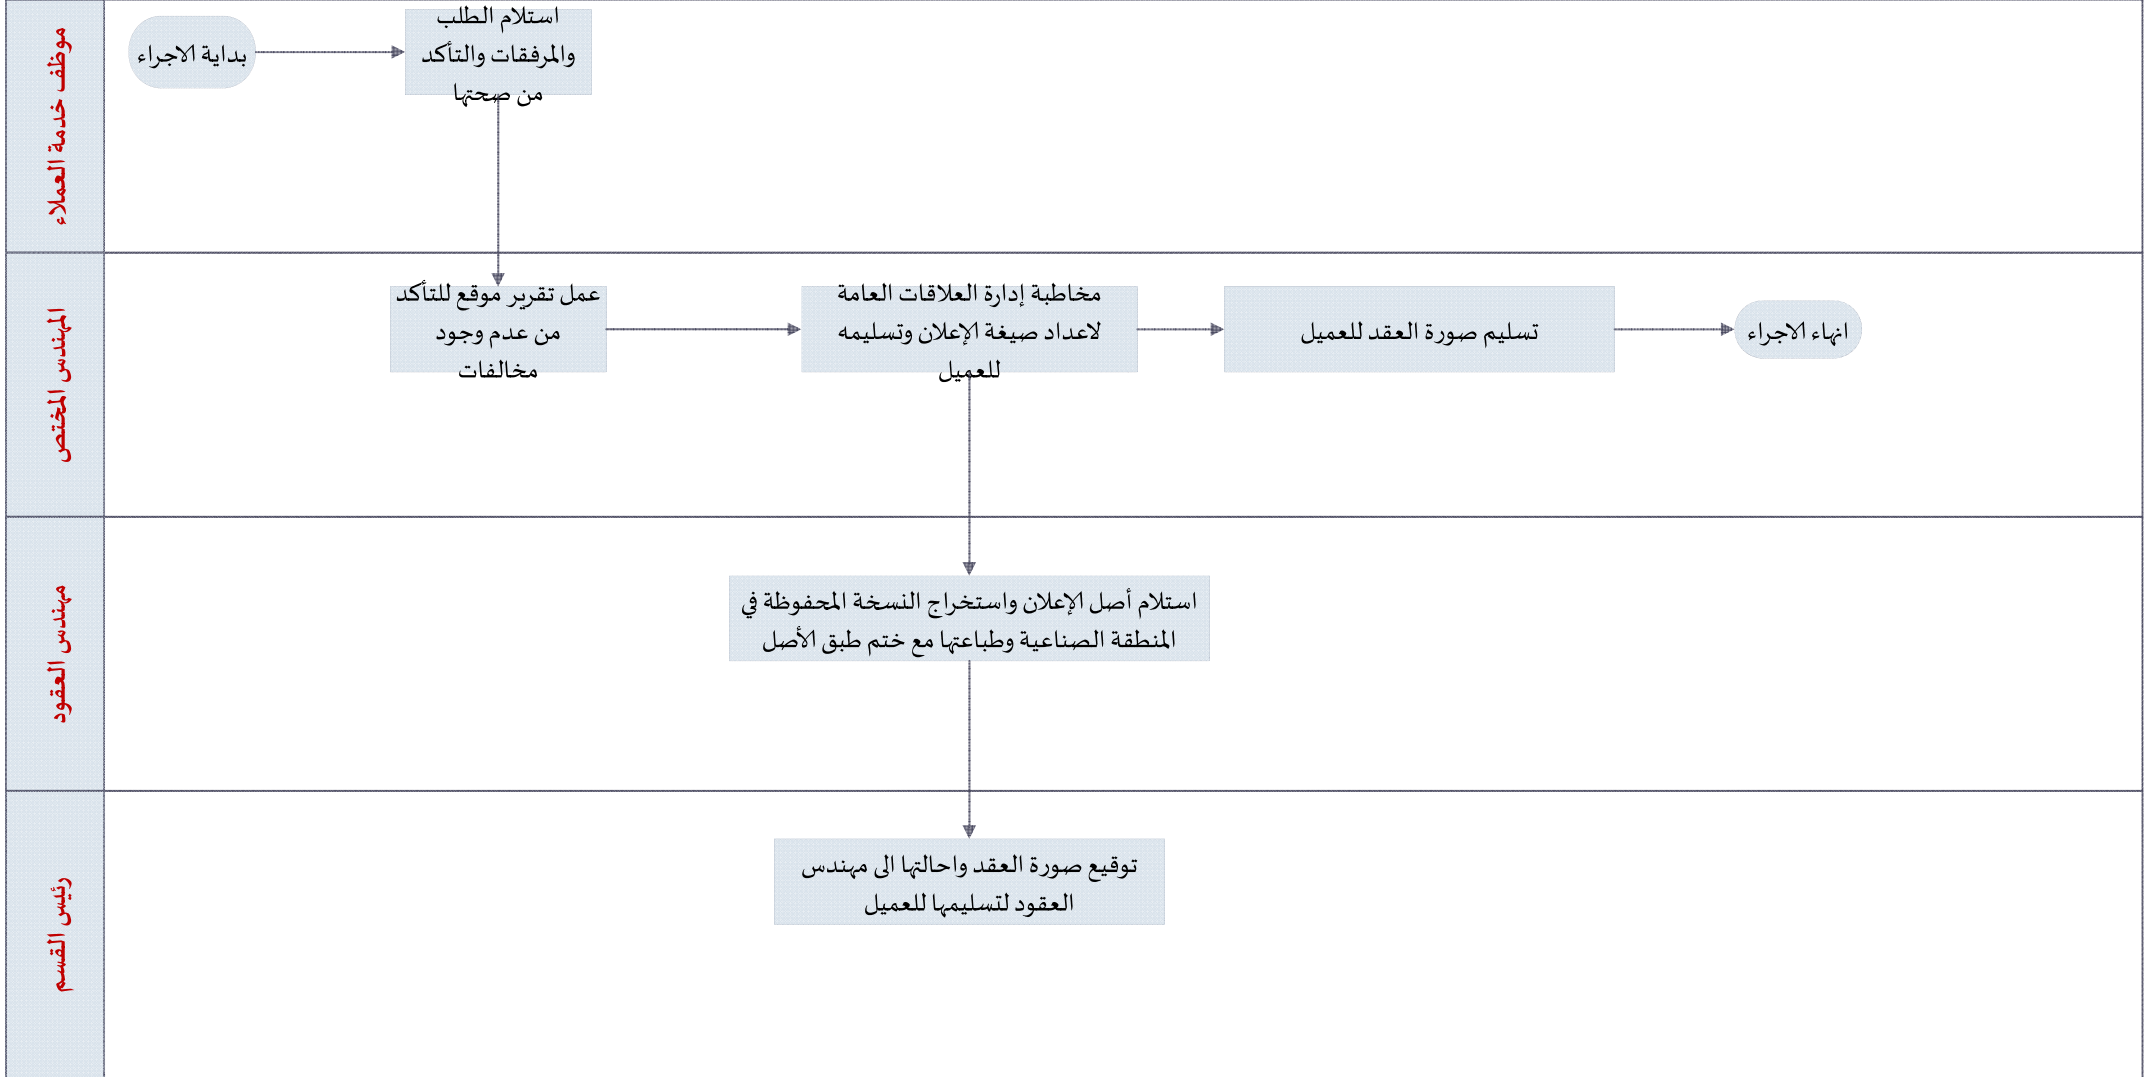 موظف خدمة العملاء
بداية الاجراء
استلام الطلب
والمرفقات والتأكد
من صحتها
المهندس المختص
عمل تقرير موقع للتأكد
من عدم وجود
مخالفات
مخاطبة إدارة العلاقات العامة
لاعداد صيغة الإعلان وتسليمه
للعميل
تسليم صورة العقد للعميل
انهاء الاجراء
مهندس العقود
استلام أصل الإعلان واستخراج النسخة المحفوظة في
المنطقة الصناعية وطباعتها مع ختم طبق الأصل
رئيس القسم
توقيع صورة العقد واحالتها الى مهندس
العقود لتسليمها للعميل